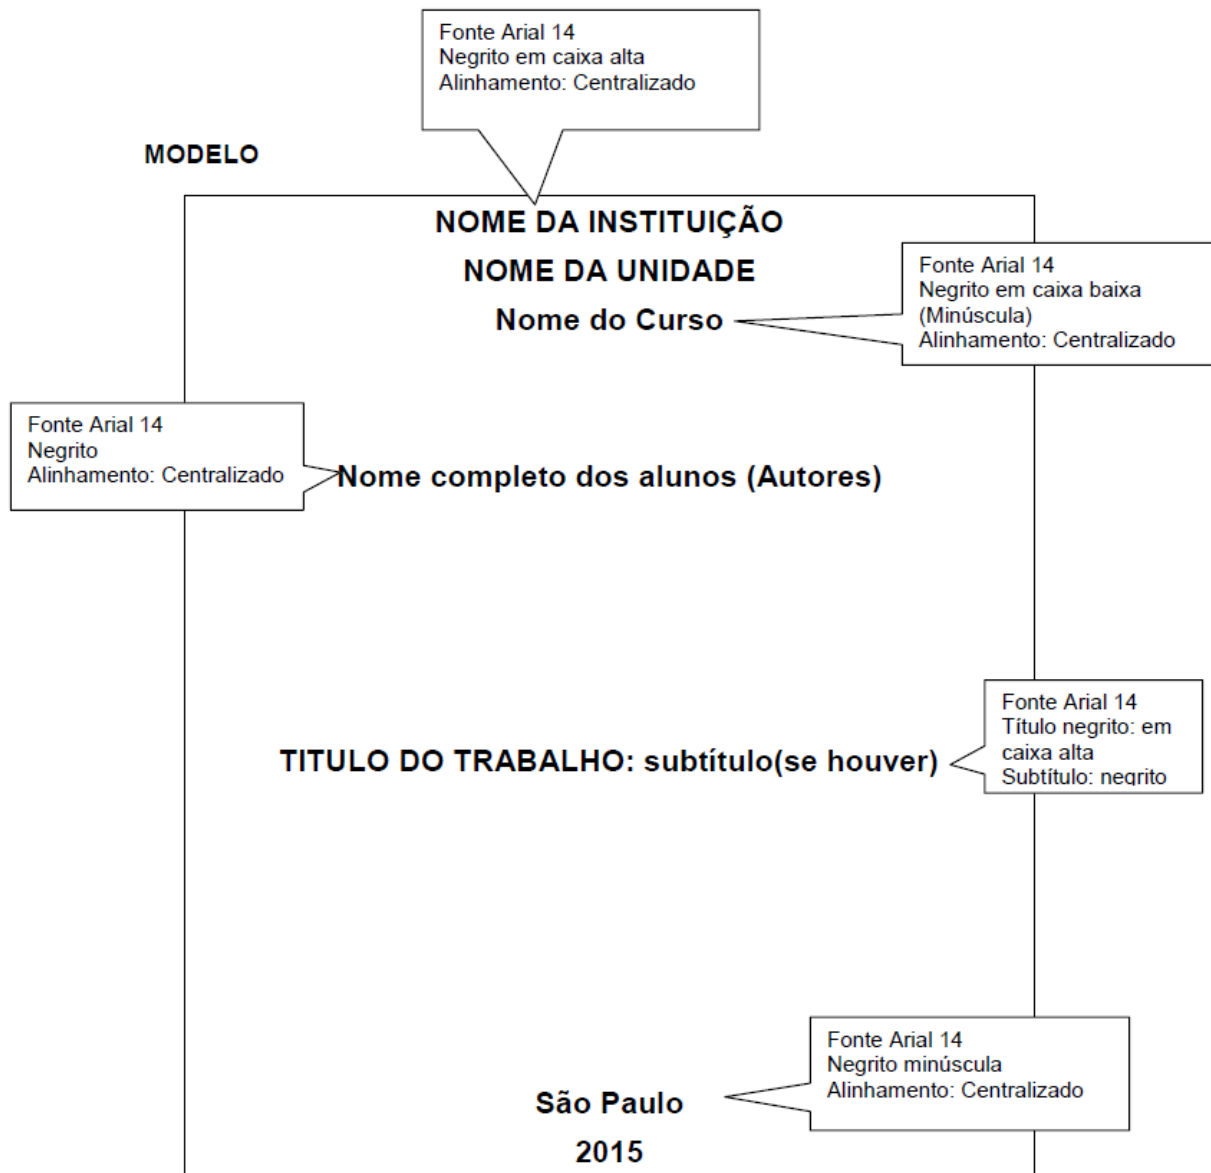 Fonte Arial 14
Negrito em caixa alta
Alinhamento: Centralizado
MODELO
NOME DA INSTITUIÇÃO
NOME DA UNIDADE
Nome do Curso
Fonte Arial 14
Negrito em caixa baixa
(Minúscula)
Alinhamento: Centralizado
Fonte Arial 14
Negrito
Alinhamento: Centralizado
Nome completo dos alunos (Autores)
Fonte Arial 14
Título negrito: em
caixa alta
Subtítulo: negrito
TITULO DO TRABALHO: subtítulo(se houver)
Fonte Arial 14
Negrito minúscula
Alinhamento: Centralizado
São Paulo
2015